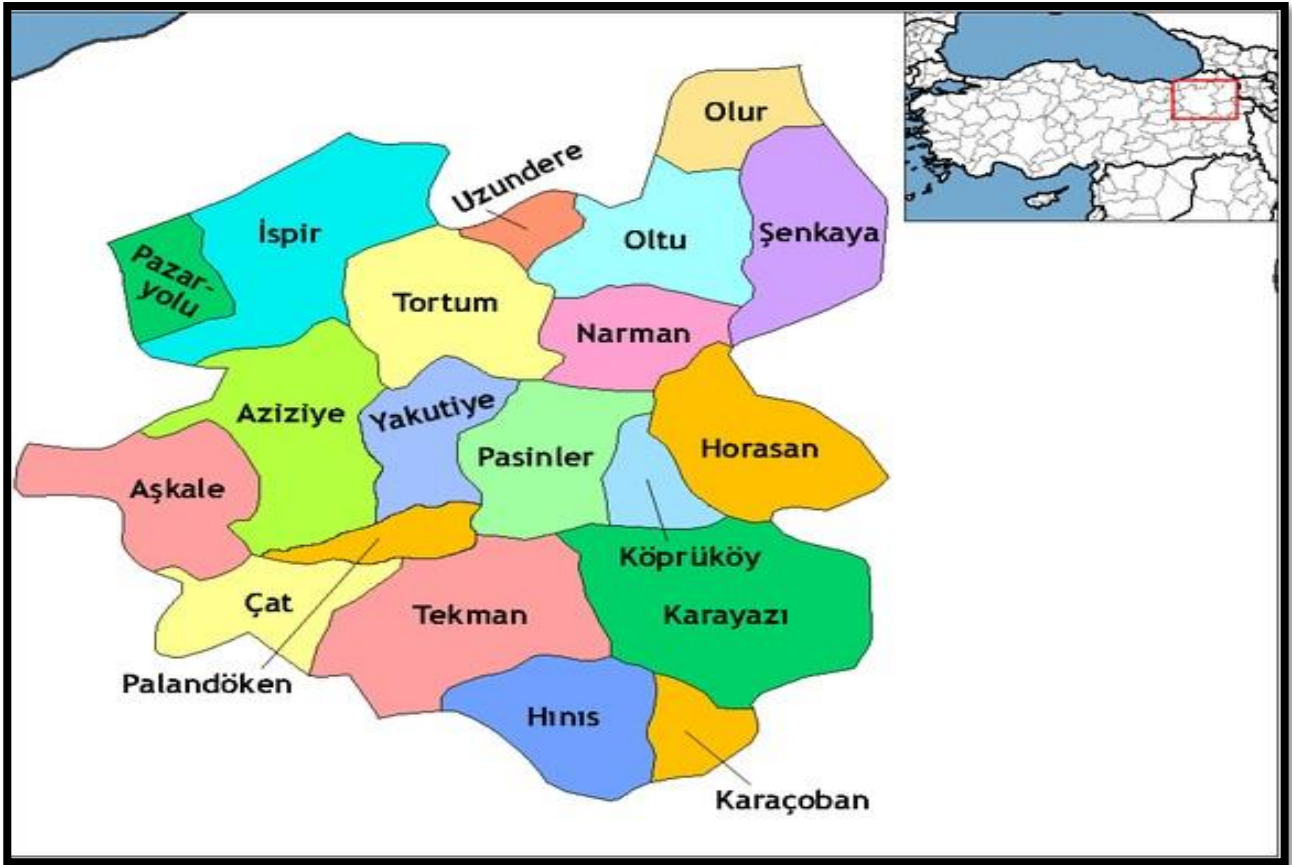 Olur
Uzundere
İspir
Oltu
Şenkaya
Pazar-
yolu
Tortum
Narman
Aziziye
Yakutiye
Pasinler
Horasan
Aşkale
Köprüköy
Çat
Tekman
Karayazı
Palandöken
Hınıs
Karaçoban